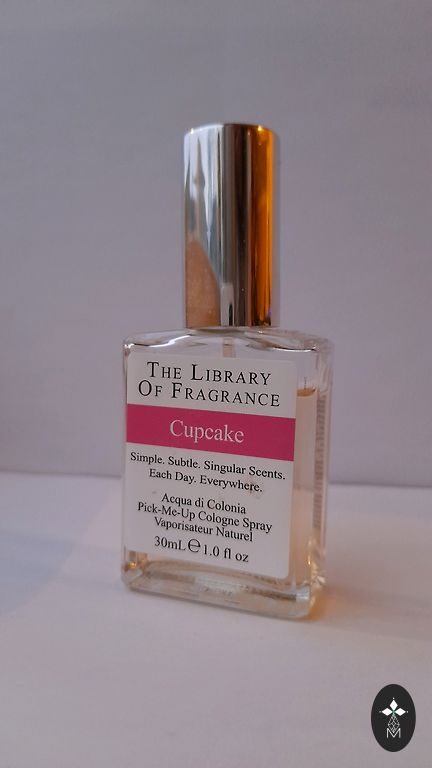 THE LIBRARY
OF FRAGRANCE
Cupcake
Simple. Subtle. Singular Scents.
Each Day. Everywhere.
Acqua di Colonia
Pick-Me-Up Cologne Spray
Vaporisateur Naturel
30mL ℮ 1.0 fl oz